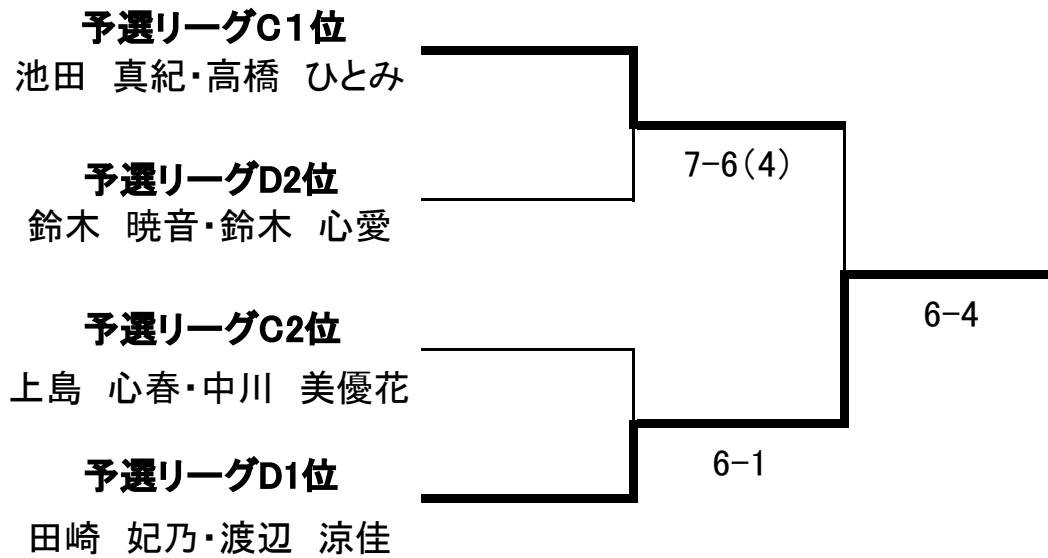 予選リーグC1位
池田　真紀・高橋　ひとみ
7-6(4)
予選リーグD2位
鈴木　暁音・鈴木　心愛
6-4
予選リーグC2位
上島　心春・中川　美優花
6-1
予選リーグD1位
田崎　妃乃・渡辺　涼佳